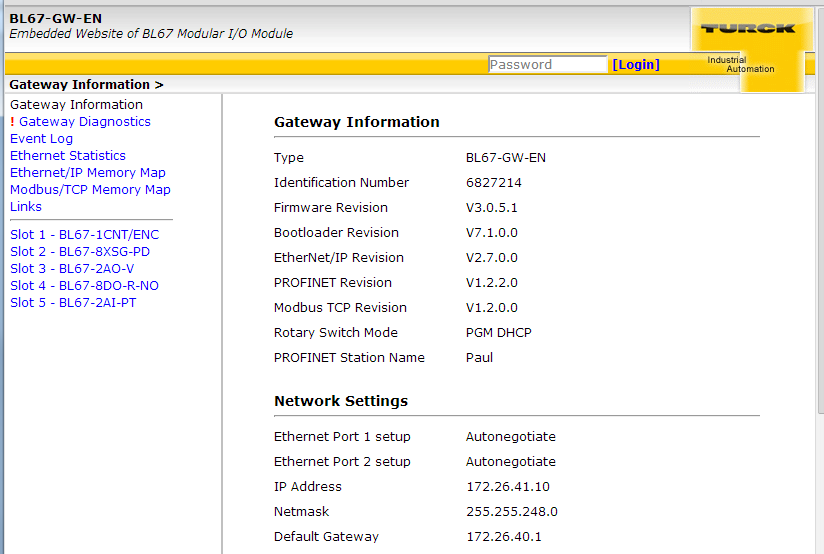 BL67-GW-EN
Embedded Website of BL67 Modular I/O Module
TURCK
Industrial
Automation
Password [Login]
Gateway Information >
Gateway Information
! Gateway Diagnostics
Event Log
Ethernet Statistics
Ethernet/IP Memory Map
Modbus/TCP Memory Map
Links
Slot 1 - BL67-1CNT/ENC
Slot 2 - BL67-8XSG-PD
Slot 3 - BL67-2AO-V
Slot 4 - BL67-8DO-R-NO
Slot 5 - BL67-2AI-PT
Gateway Information
Type BL67-GW-EN
Identification Number 6827214
Firmware Revision V3.0.5.1
Bootloader Revision V7.1.0.0
EtherNet/IP Revision V2.7.0.0
PROFINET Revision V1.2.2.0
Modbus TCP Revision V1.2.0.0
Rotary Switch Mode PGM DHCP
PROFINET Station Name Paul
Network Settings
Ethernet Port 1 setup Autonegotiate
Ethernet Port 2 setup Autonegotiate
IP Address 172.26.41.10
Netmask 255.255.248.0
Default Gateway 172.26.40.1